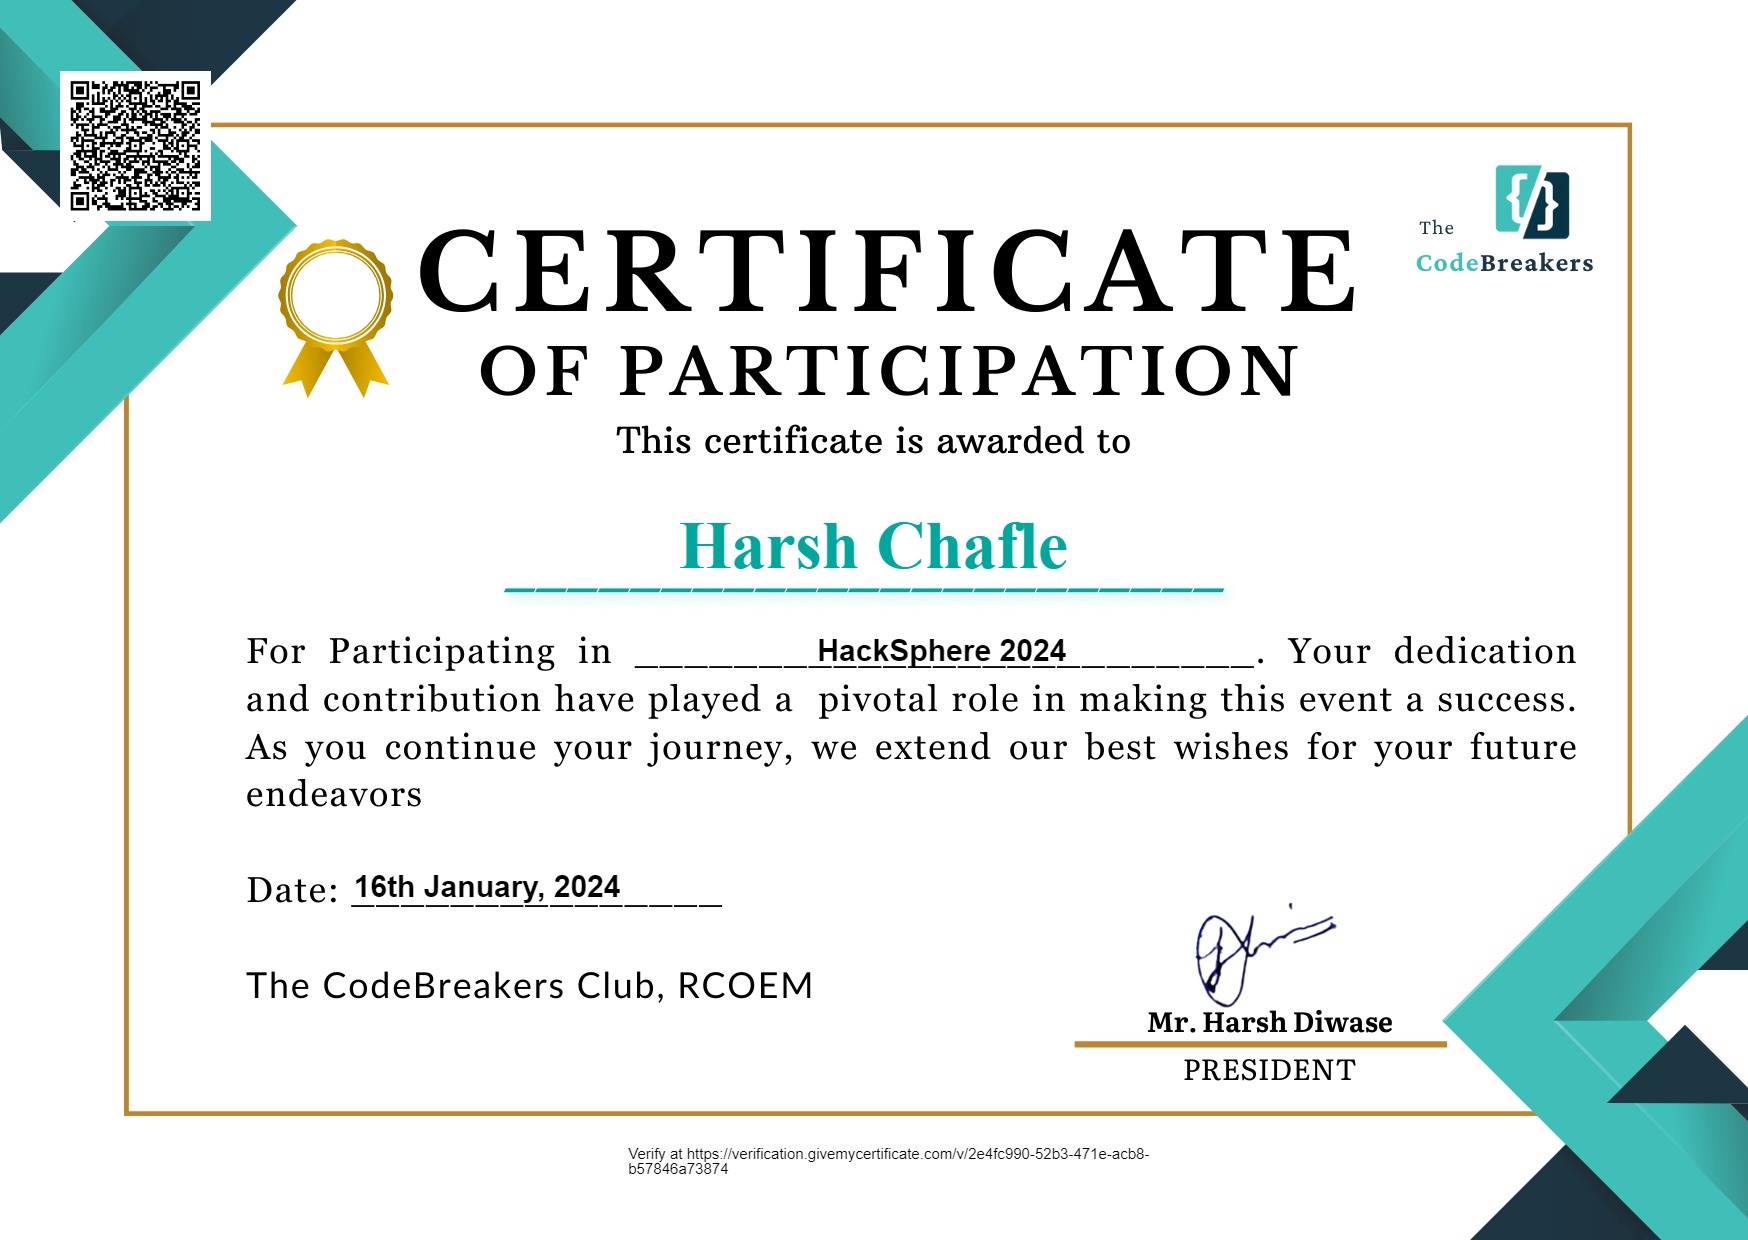 The
CodeBreakers
CERTIFICATE
OF PARTICIPATION
This certificate is awarded to
Harsh Chafle
For Participating in HackSphere 2024. Your dedication
and contribution have played a pivotal role in making this event a success.
As you continue your journey, we extend our best wishes for your future
endeavors
Date: 16th January, 2024
The CodeBreakers Club, RCOEM
Mr. Harsh Diwase
PRESIDENT
Verify at https://verification.givemycertificate.com/v/2e4fc990-52b3-471e-acb8-
b57846a73874